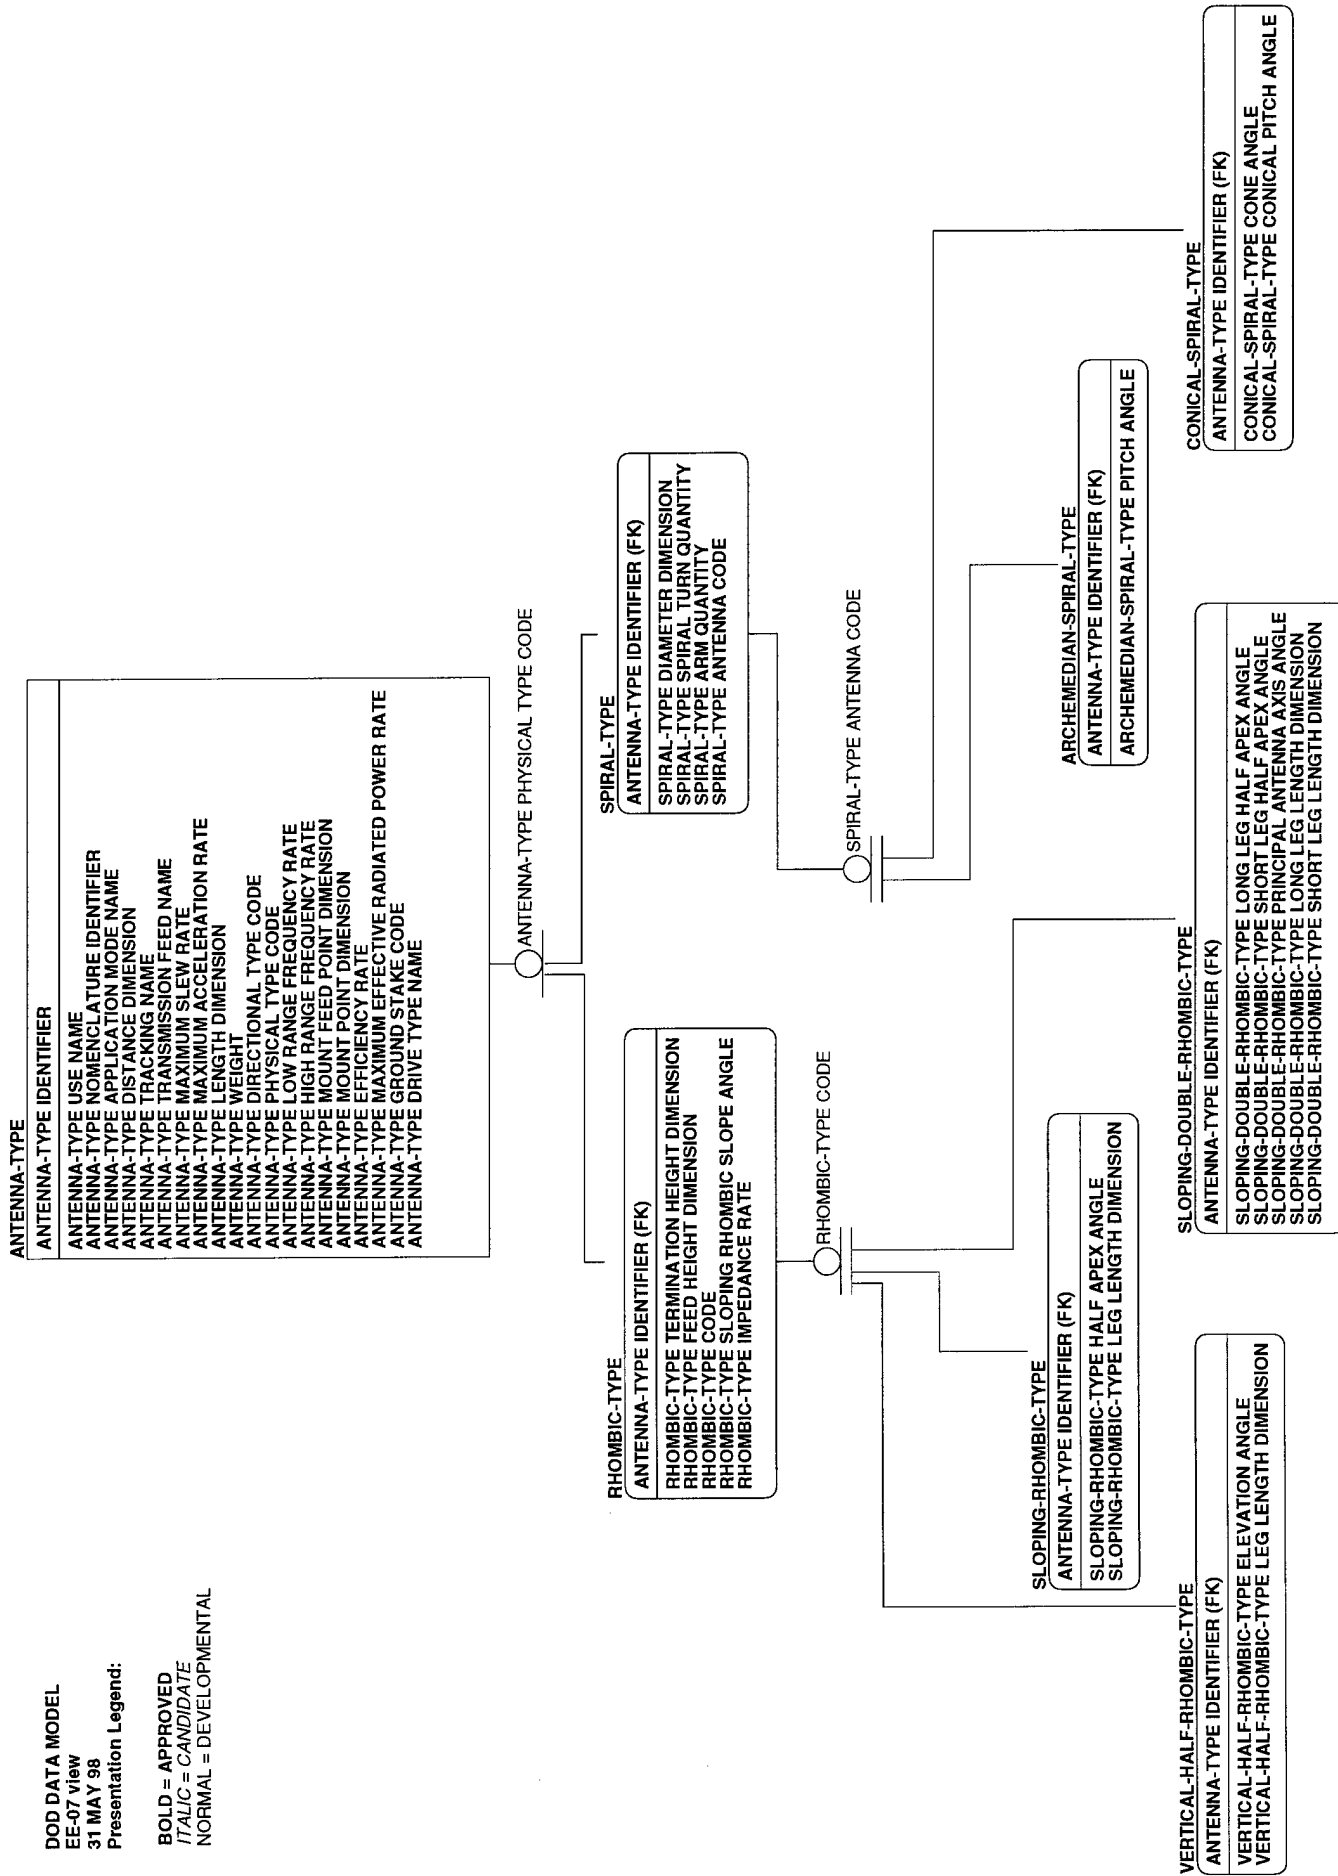 DOD DATA MODEL
EE-07 view
31 MAY 98
Presentation Legend:
BOLD = APPROVED
ITALIC = CANDIDATE
NORMAL = DEVELOPMENTAL
ANTENNA-TYPE
ANTENNA-TYPE IDENTIFIER
ANTENNA-TYPE USE NAME
ANTENNA-TYPE NOMENCLATURE IDENTIFIER
ANTENNA-TYPE APPLICATION MODE NAME
ANTENNA-TYPE DISTANCE DIMENSION
ANTENNA-TYPE TRACKING NAME
ANTENNA-TYPE TRANSMISSION FEED NAME
ANTENNA-TYPE MAXIMUM SLEW RATE
ANTENNA-TYPE MAXIMUM ACCELERATION RATE
ANTENNA-TYPE LENGTH DIMENSION
ANTENNA-TYPE WEIGHT
ANTENNA-TYPE DIRECTIONAL TYPE CODE
ANTENNA-TYPE PHYSICAL TYPE CODE
ANTENNA-TYPE LOW RANGE FREQUENCY RATE
ANTENNA-TYPE HIGH RANGE FREQUENCY RATE
ANTENNA-TYPE MOUNT FEED POINT DIMENSION
ANTENNA-TYPE MOUNT POINT DIMENSION
ANTENNA-TYPE EFFICIENCY RATE
ANTENNA-TYPE MAXIMUM EFFECTIVE RADIATED POWER RATE
ANTENNA-TYPE GROUND STAKE CODE
ANTENNA-TYPE DRIVE TYPE NAME
ANTENNA-TYPE PHYSICAL TYPE CODE
RHOMBIC-TYPE
ANTENNA-TYPE IDENTIFIER (FK)
RHOMBIC-TYPE TERMINATION HEIGHT DIMENSION
RHOMBIC-TYPE FEED HEIGHT DIMENSION
RHOMBIC-TYPE CODE
RHOMBIC-TYPE SLOPING RHOMBIC SLOPE ANGLE
RHOMBIC-TYPE IMPEDANCE RATE
SPIRAL-TYPE
ANTENNA-TYPE IDENTIFIER (FK)
SPIRAL-TYPE DIAMETER DIMENSION
SPIRAL-TYPE SPIRAL TURN QUANTITY
SPIRAL-TYPE ARM QUANTITY
SPIRAL-TYPE ANTENNA CODE
RHOMBIC-TYPE CODE
SPIRAL-TYPE ANTENNA CODE
SLOPING-RHOMBIC-TYPE
ANTENNA-TYPE IDENTIFIER (FK)
SLOPING-RHOMBIC-TYPE HALF APEX ANGLE
SLOPING-RHOMBIC-TYPE LEG LENGTH DIMENSION
ARCHEMEDIAN-SPIRAL-TYPE
ANTENNA-TYPE IDENTIFIER (FK)
ARCHEMEDIAN-SPIRAL-TYPE PITCH ANGLE
VERTICAL-HALF-RHOMBIC-TYPE
ANTENNA-TYPE IDENTIFIER (FK)
VERTICAL-HALF-RHOMBIC-TYPE ELEVATION ANGLE
VERTICAL-HALF-RHOMBIC-TYPE LEG LENGTH DIMENSION
SLOPING-DOUBLE-RHOMBIC-TYPE
ANTENNA-TYPE IDENTIFIER (FK)
SLOPING-DOUBLE-RHOMBIC-TYPE LONG LEG HALF APEX ANGLE
SLOPING-DOUBLE-RHOMBIC-TYPE SHORT LEG HALF APEX ANGLE
SLOPING-DOUBLE-RHOMBIC-TYPE PRINCIPAL ANTENNA AXIS ANGLE
SLOPING-DOUBLE-RHOMBIC-TYPE LONG LEG LENGTH DIMENSION
SLOPING-DOUBLE-RHOMBIC-TYPE SHORT LEG LENGTH DIMENSION
CONICAL-SPIRAL-TYPE
ANTENNA-TYPE IDENTIFIER (FK)
CONICAL-SPIRAL-TYPE CONE ANGLE
CONICAL-SPIRAL-TYPE CONICAL PITCH ANGLE